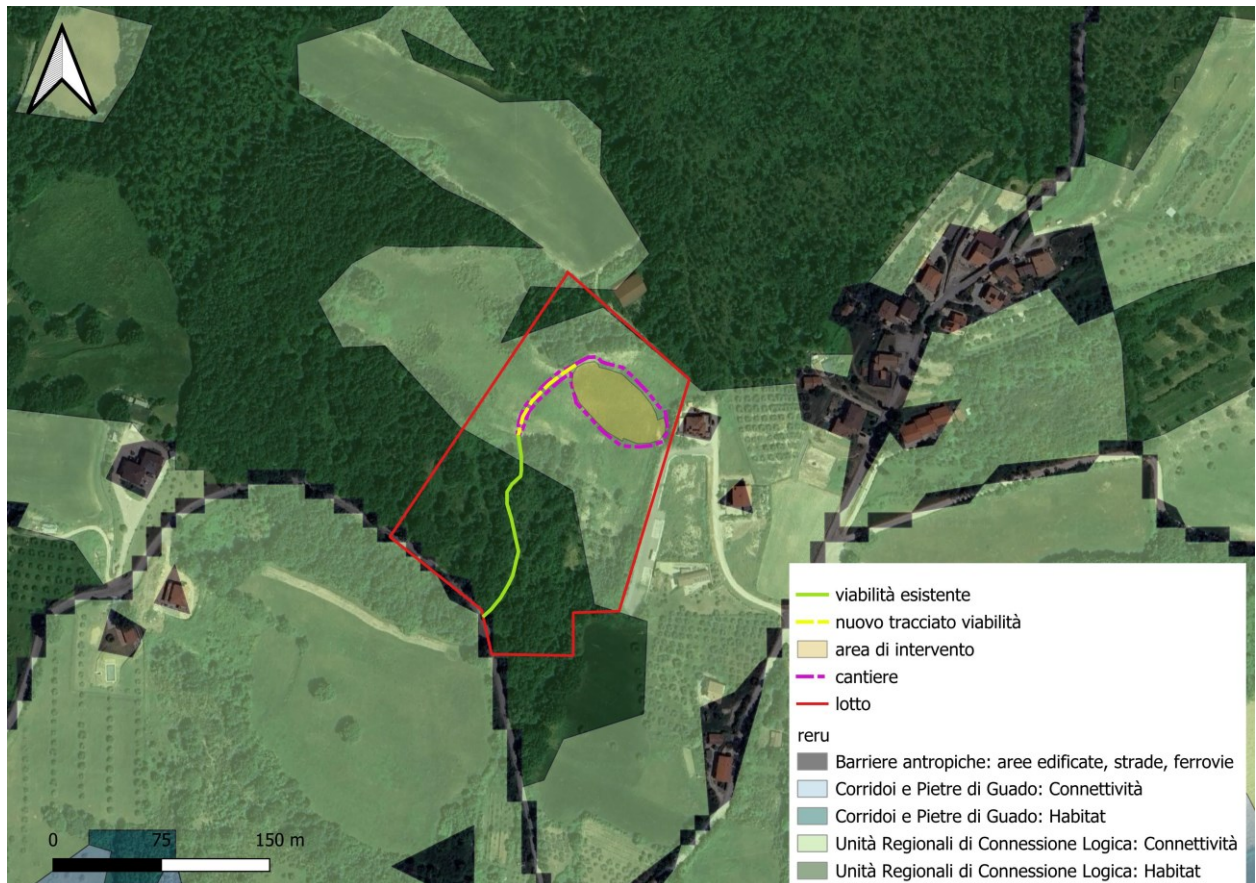 viabilità esistente
nuovo tracciato viabilità
area di intervento
cantiere
lotto
reru
Barriere antropiche: aree edificate, strade, ferrovie
Corridoi e Pietre di Guado: Connettività
Corridoi e Pietre di Guado: Habitat
Unità Regionali di Connessione Logica: Connettività
Unità Regionali di Connessione Logica: Habitat
0 75 150 m